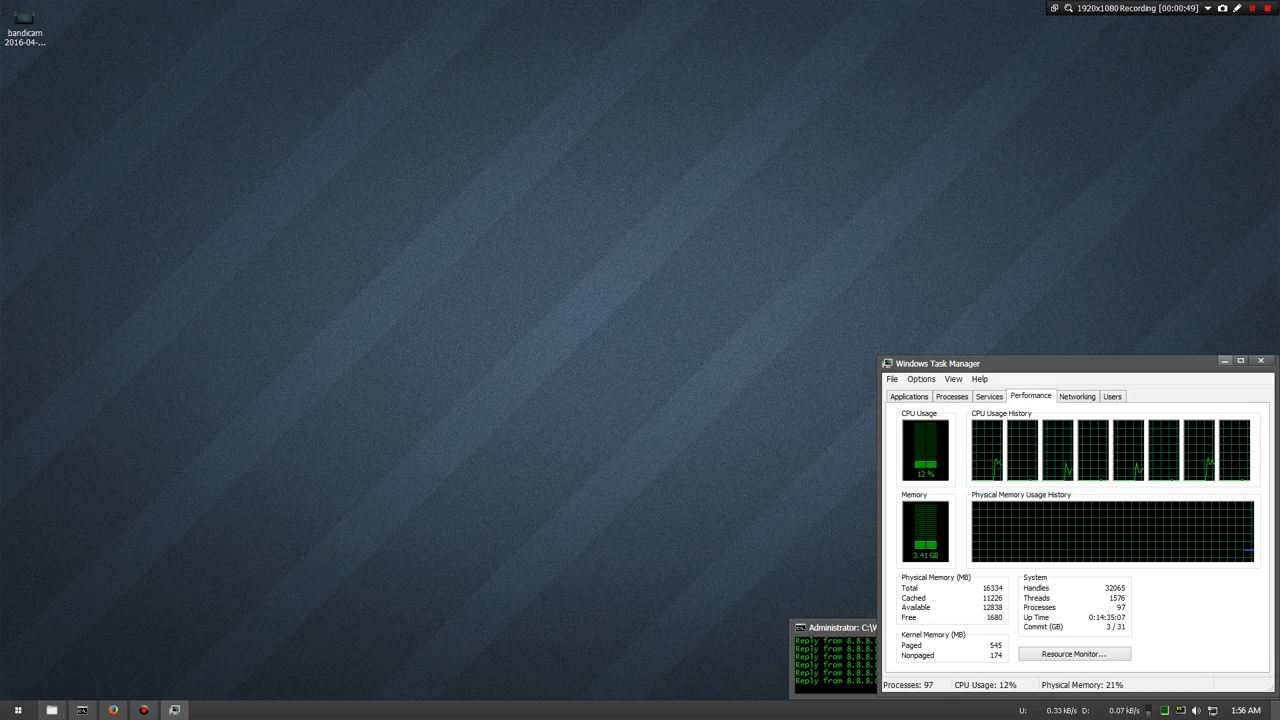 bandicam
2016-04-...
1920x1080 Recording [00:00:49]
Windows Task Manager
File Options View Help
Applications Processes Services Performance Networking Users
CPU Usage
CPU Usage History
12 %
Memory
Physical Memory Usage History
3.41 GB
Physical Memory (MB)
Total 16334
Cached 11226
Available 12838
Free 1680
Kernel Memory (MB)
Paged 545
Nonpaged 174
System
Handles 32065
Threads 1576
Processes 97
Up Time 0:14:35:07
Commit (GB) 3 / 31
Resource Monitor...
Processes: 97 CPU Usage: 12% Physical Memory: 21%
Administrator: C:\W
Reply from 8.8.8.8
Reply from 8.8.8.8
Reply from 8.8.8.8
Reply from 8.8.8.8
Reply from 8.8.8.8
Reply from 8.8.8.8
U: 0.33 kB/s D: 0.07 kB/s 1:56 AM